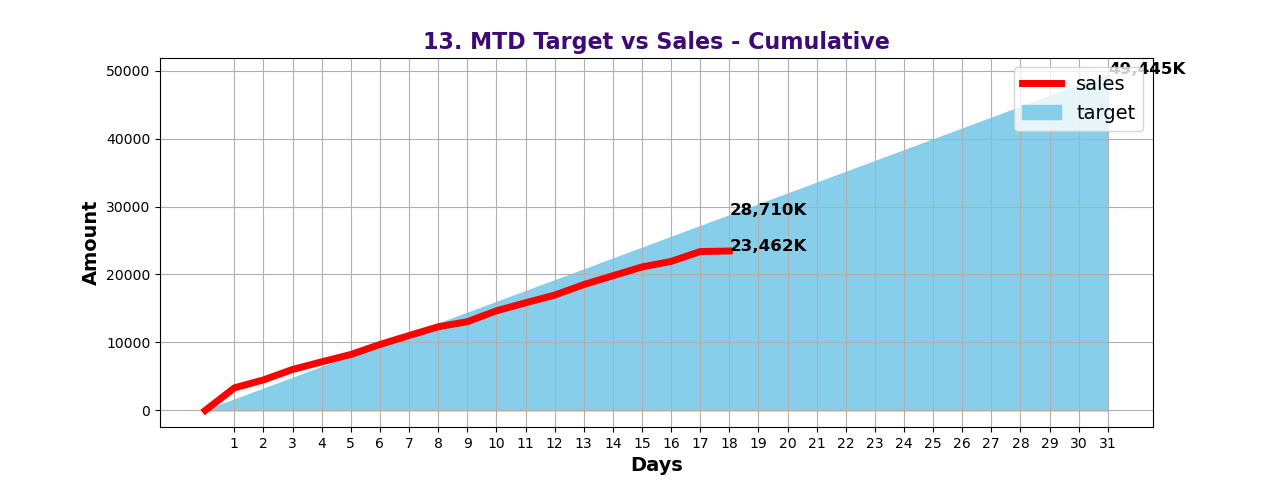 13. MTD Target vs Sales - Cumulative
49,445K
sales
target
28,710K
23,462K
Amount
50000
40000
30000
20000
10000
0
1 2 3 4 5 6 7 8 9 10 11 12 13 14 15 16 17 18 19 20 21 22 23 24 25 26 27 28 29 30 31
Days